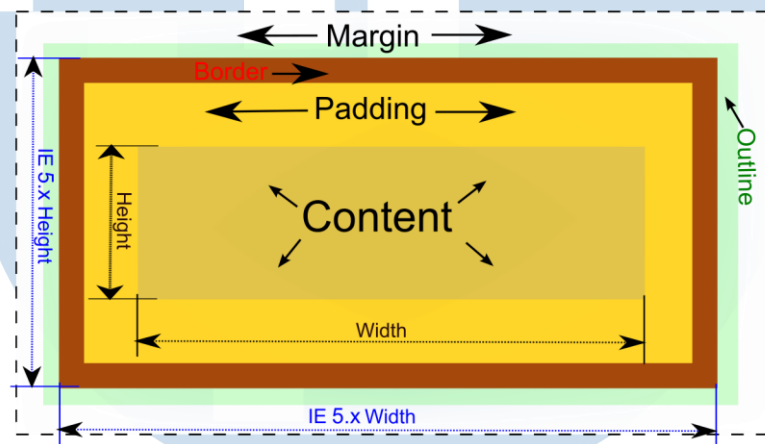 Margin
Border
Padding
Outline
IE 5.x Height
Height
Content
Width
IE 5.x Width